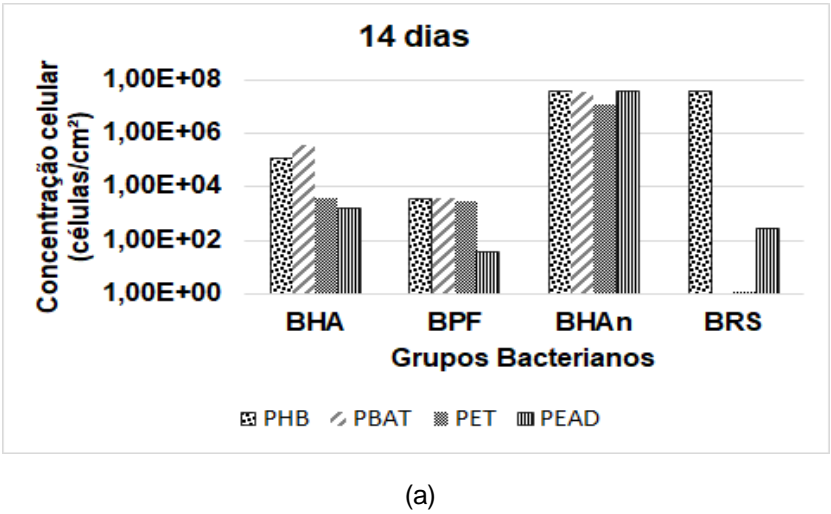 14 dias
Concentração celular
(células/cm²)
1,00E+08
1,00E+06
1,00E+04
1,00E+02
1,00E+00
BHA BPF BHAn BRS
Grupos Bacterianos
PHB PBAT PET PEAD
(a)